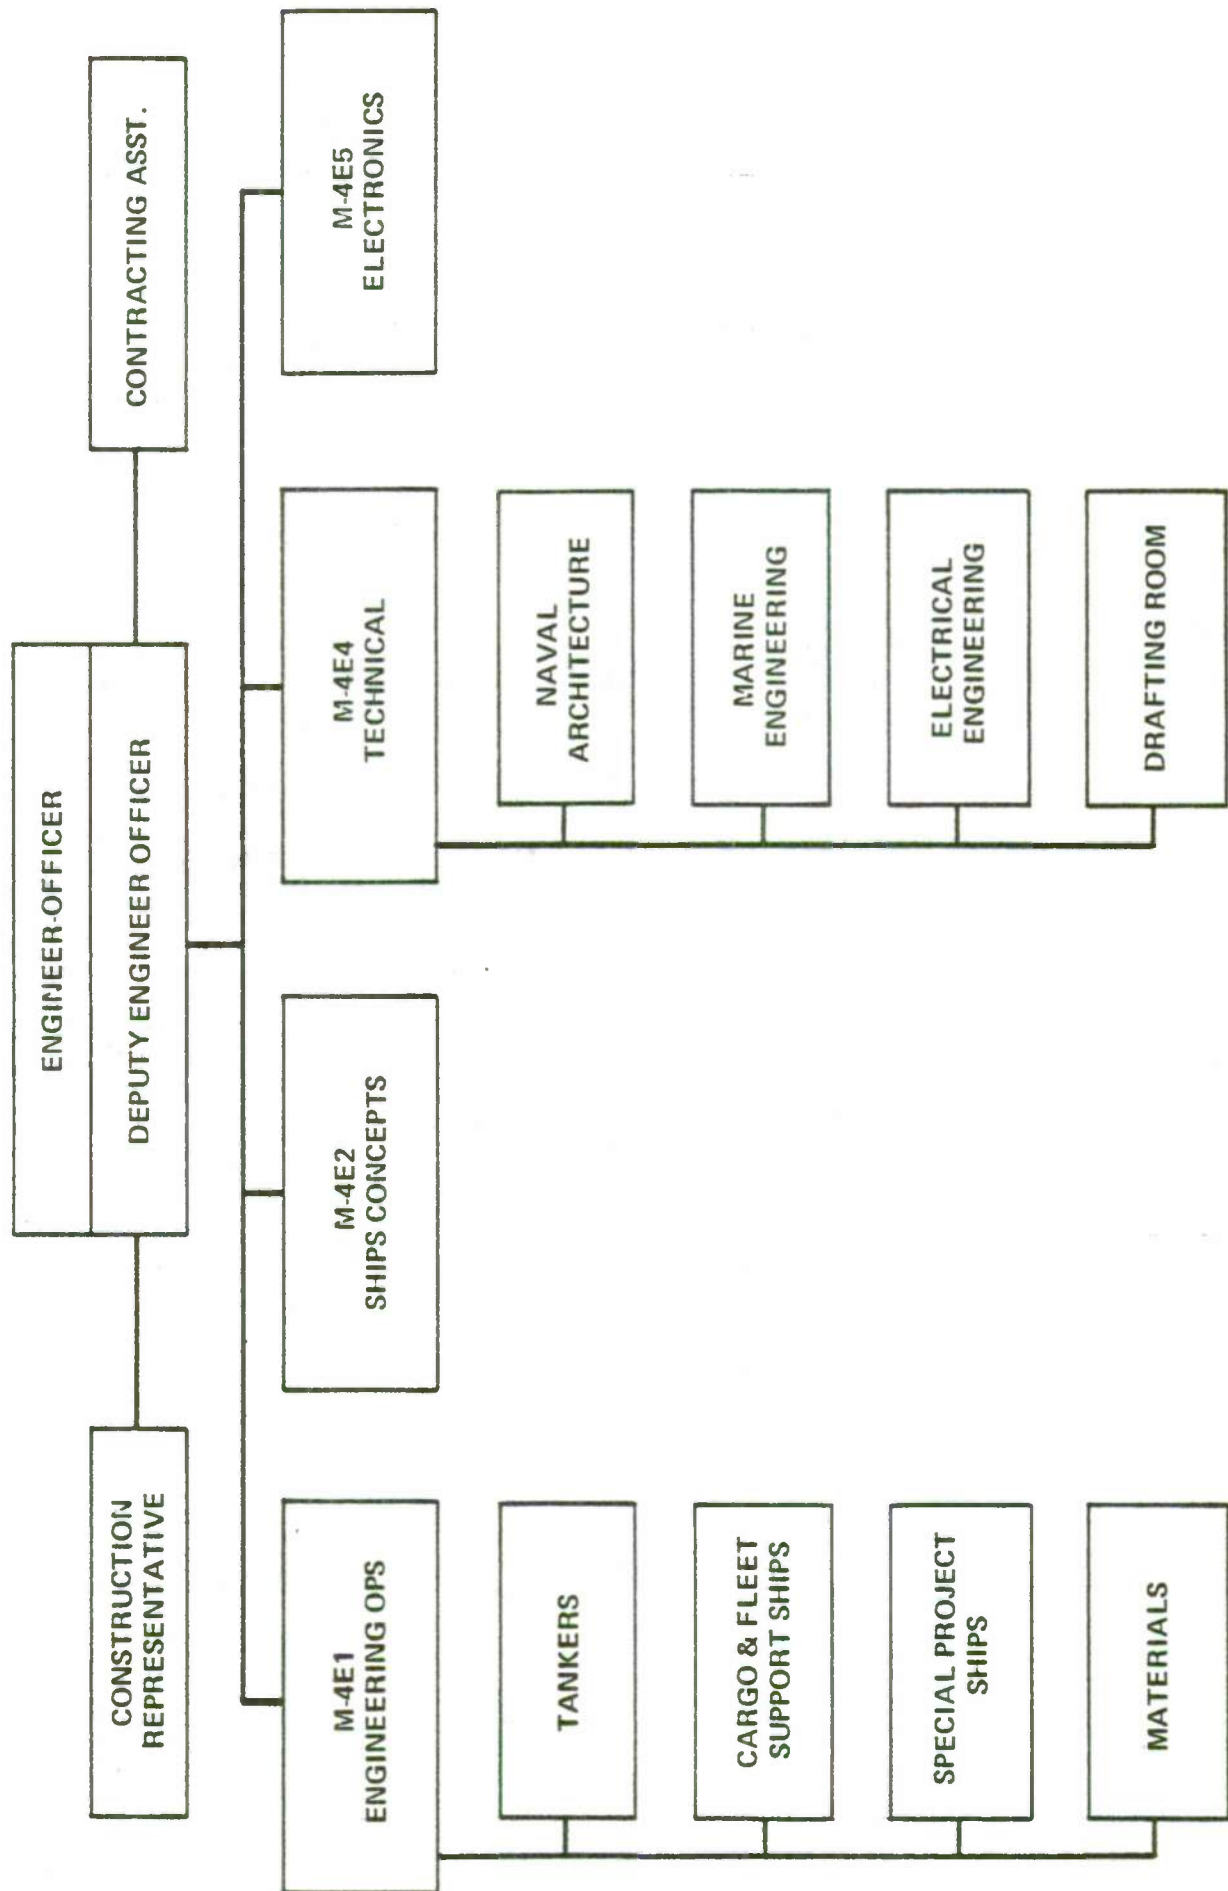 ENGINEER-OFFICER
DEPUTY ENGINEER OFFICER
CONSTRUCTION
REPRESENTATIVE
CONTRACTING ASST.
M-4E1
ENGINEERING OPS
M-4E2
SHIPS CONCEPTS
M-4E4
TECHNICAL
M-4E5
ELECTRONICS
TANKERS
CARGO & FLEET
SUPPORT SHIPS
SPECIAL PROJECT
SHIPS
MATERIALS
NAVAL
ARCHITECTURE
MARINE
ENGINEERING
ELECTRICAL
ENGINEERING
DRAFTING ROOM